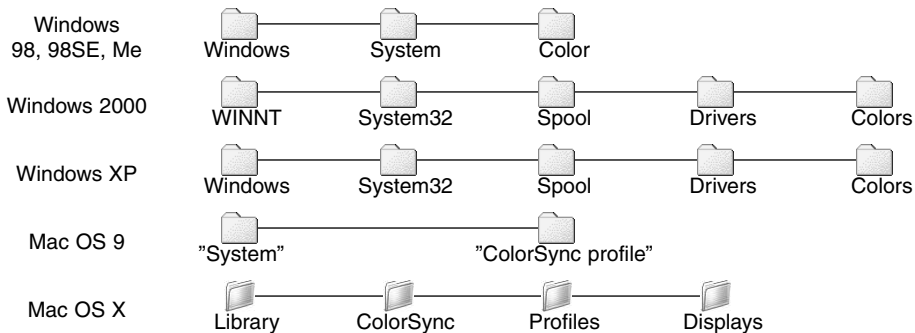 Windows
98, 98SE, Me
Windows System Color
Windows 2000
WINNT System32 Spool Drivers Colors
Windows XP
Windows System32 Spool Drivers Colors
Mac OS 9
”System” ”ColorSync profile”
Mac OS X
Library ColorSync Profiles Displays